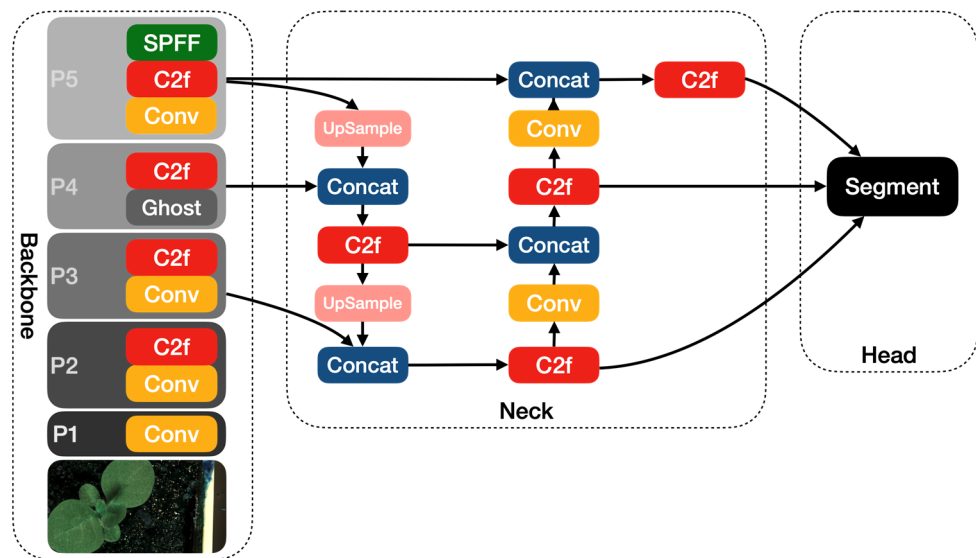 Backbone
P5
SPFF
C2f
Conv
P4
C2f
Ghost
P3
C2f
Conv
P2
C2f
Conv
P1
Conv
UpSample
Concat
C2f
UpSample
Concat
Concat
C2f
Conv
C2f
Concat
Conv
C2f
Neck
Segment
Head